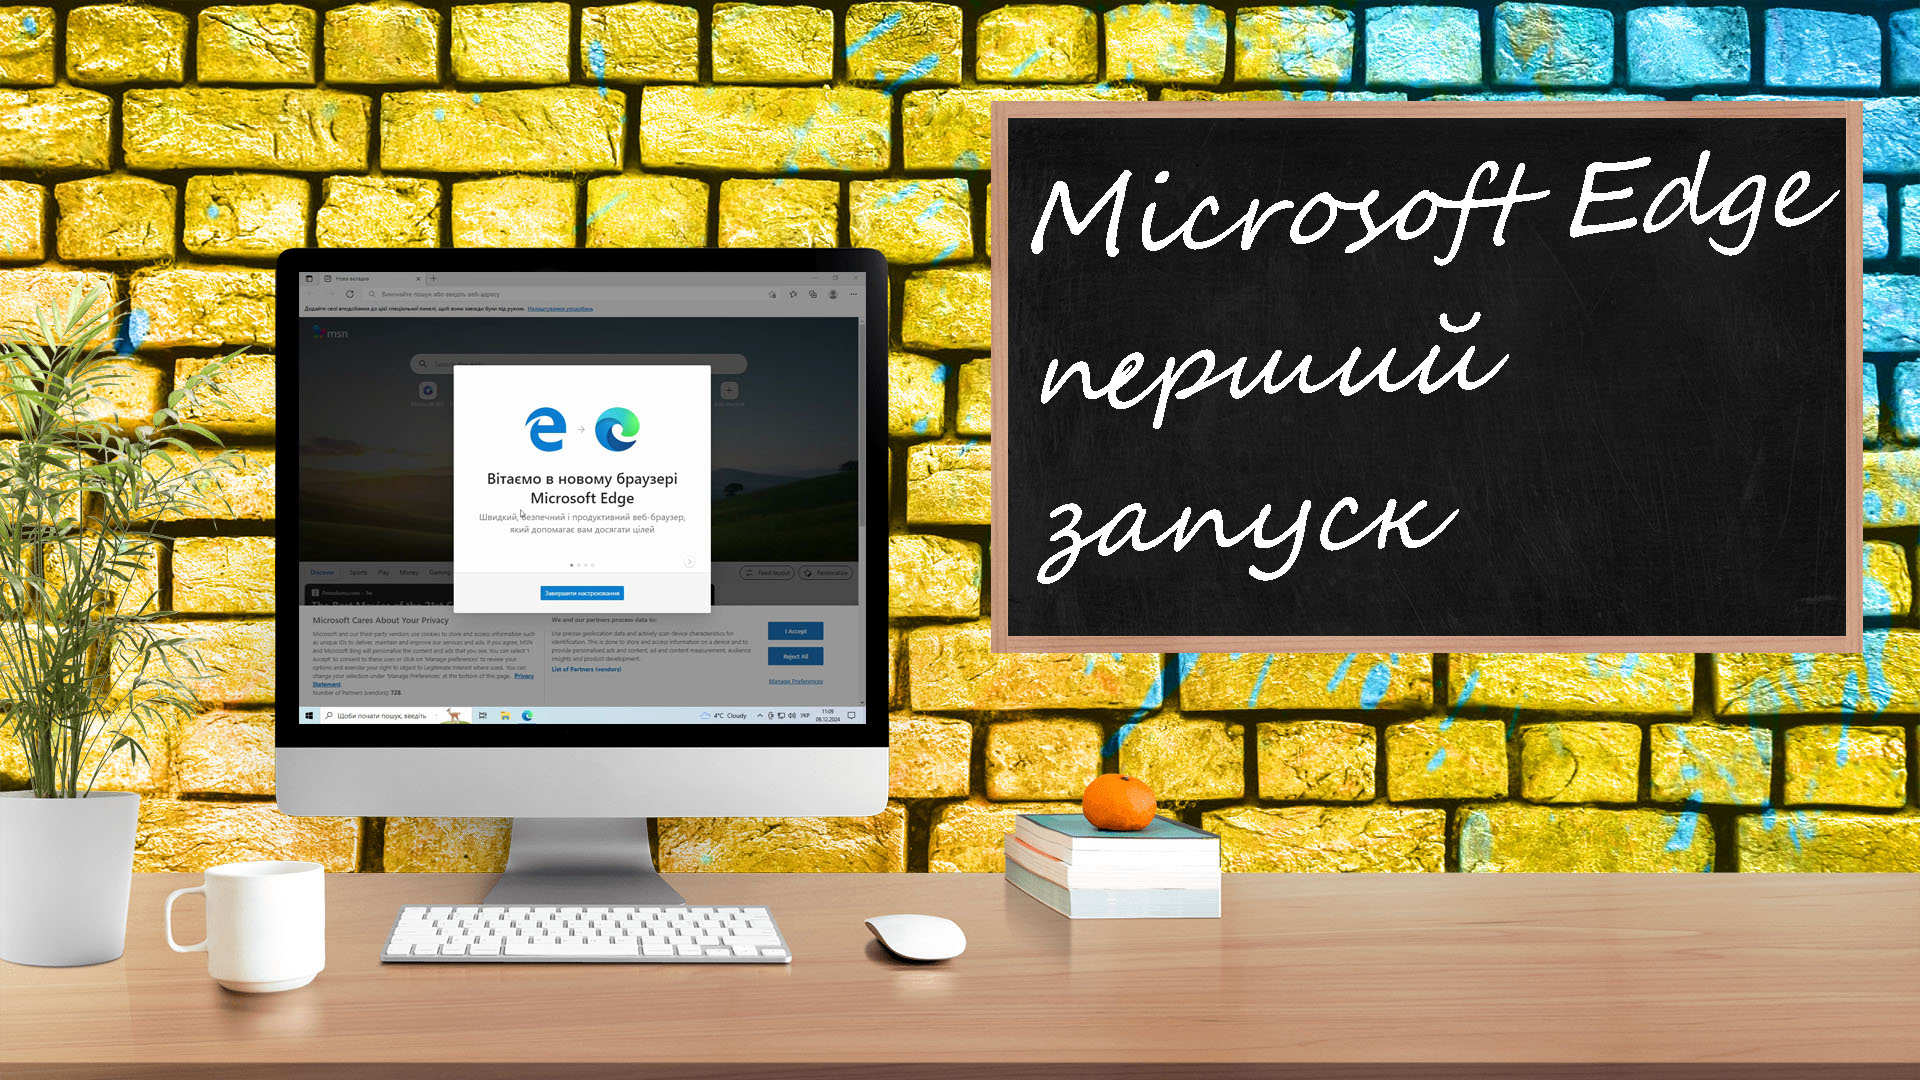 Microsoft Edge
перший
запуск
Нова вкладка
Виконайте пошук або введіть веб-адресу
Додайте свої вподобання до цієї спеціальної панелі, щоб вони завжди були під рукою. Налаштування уподобань
msn
Вітаємо в новому браузері
Microsoft Edge
Швидкий, безпечний і продуктивний веб-браузер,
який допомагає вам досягати цілей
Завершити настроювання
Discover Sports Play Money Gaming
Feed layout Personalise
Microsoft Cares About Your Privacy
Microsoft and our third-party vendors use cookies to store and access information such
as unique IDs to deliver, maintain and improve our services and ads. If you agree, MSN
and Microsoft Bing will personalise the content and ads that you see. You can select 'I
Accept' to consent to these uses or click on 'Manage preferences' to review your
options and exercise your right to object to Legitimate Interest where used. You can
change your selection under 'Manage Preferences' at the bottom of this page. Privacy
Statement.
Number of Partners (vendors): 728.
We and our partners process data to:
Use precise geolocation data and actively scan device characteristics for
identification. This is done to store and access information on a device and to
provide personalised ads and content, ad and content measurement, audience
insights and product development.
List of Partners (vendors)
I Accept
Reject All
Manage Preferences
Щоби почати пошук, введіть
4°C Cloudy
УКР
11:09
09.12.2024